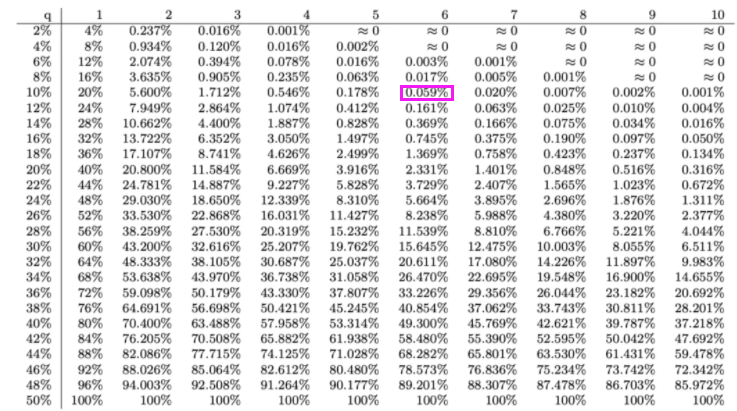 q 1 2 3 4 5 6 7 8 9 10
2% 4% 0.237% 0.016% 0.001% ≈ 0 ≈ 0 ≈ 0 ≈ 0 ≈ 0 ≈ 0
4% 8% 0.934% 0.120% 0.016% 0.002% ≈ 0 ≈ 0 ≈ 0 ≈ 0 ≈ 0
6% 12% 2.074% 0.394% 0.078% 0.016% 0.003% 0.001% ≈ 0 ≈ 0 ≈ 0
8% 16% 3.635% 0.905% 0.235% 0.063% 0.017% 0.005% 0.001% ≈ 0 ≈ 0
10% 20% 5.600% 1.712% 0.546% 0.178% 0.059% 0.020% 0.007% 0.002% 0.001%
12% 24% 7.949% 2.864% 1.074% 0.412% 0.161% 0.063% 0.025% 0.010% 0.004%
14% 28% 10.662% 4.400% 1.887% 0.828% 0.369% 0.166% 0.075% 0.034% 0.016%
16% 32% 13.722% 6.352% 3.050% 1.497% 0.745% 0.375% 0.190% 0.097% 0.050%
18% 36% 17.107% 8.741% 4.626% 2.499% 1.369% 0.758% 0.423% 0.237% 0.134%
20% 40% 20.800% 11.584% 6.669% 3.916% 2.331% 1.401% 0.848% 0.516% 0.316%
22% 44% 24.781% 14.887% 9.227% 5.828% 3.729% 2.407% 1.565% 1.023% 0.672%
24% 48% 29.030% 18.650% 12.339% 8.310% 5.664% 3.895% 2.696% 1.876% 1.311%
26% 52% 33.530% 22.868% 16.031% 11.427% 8.238% 5.988% 4.380% 3.220% 2.377%
28% 56% 38.259% 27.530% 20.319% 15.232% 11.539% 8.810% 6.766% 5.221% 4.044%
30% 60% 43.200% 32.616% 25.207% 19.762% 15.645% 12.475% 10.003% 8.055% 6.511%
32% 64% 48.333% 38.105% 30.687% 25.037% 20.611% 17.080% 14.226% 11.897% 9.983%
34% 68% 53.638% 43.970% 36.738% 31.058% 26.470% 22.695% 19.548% 16.900% 14.655%
36% 72% 59.098% 50.179% 43.330% 37.807% 33.226% 29.356% 26.044% 23.182% 20.692%
38% 76% 64.691% 56.698% 50.421% 45.245% 40.854% 37.062% 33.743% 30.811% 28.201%
40% 80% 70.400% 63.488% 57.958% 53.314% 49.300% 45.769% 42.621% 39.787% 37.218%
42% 84% 76.205% 70.508% 65.882% 61.938% 58.480% 55.390% 52.595% 50.042% 47.692%
44% 88% 82.086% 77.715% 74.125% 71.028% 68.282% 65.801% 63.530% 61.431% 59.478%
46% 92% 88.026% 85.064% 82.612% 80.480% 78.573% 76.836% 75.234% 73.742% 72.342%
48% 96% 94.003% 92.508% 91.264% 90.177% 89.201% 88.307% 87.478% 86.703% 85.972%
50% 100% 100% 100% 100% 100% 100% 100% 100% 100% 100%